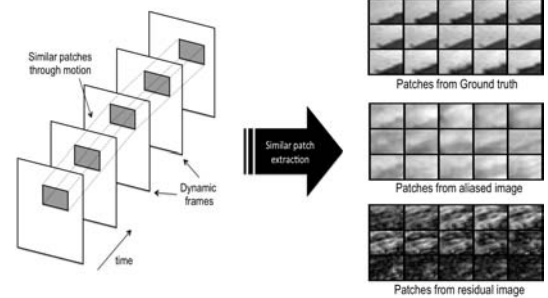 Similar patches
through motion
Dynamic
frames
time
Similar patch
extraction
Patches from Ground truth
Patches from aliased image
Patches from residual image